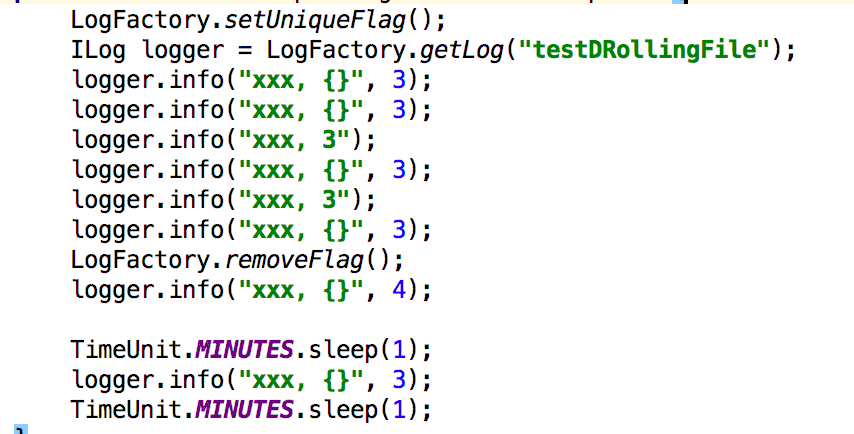 LogFactory.setUniqueFlag();
ILog logger = LogFactory.getLog("testDRollingFile");
logger.info("xxx, {}", 3);
logger.info("xxx, {}", 3);
logger.info("xxx, 3");
logger.info("xxx, {}", 3);
logger.info("xxx, 3");
logger.info("xxx, {}", 3);
LogFactory.removeFlag();
logger.info("xxx, {}", 4);
TimeUnit.MINUTES.sleep(1);
logger.info("xxx, {}", 3);
TimeUnit.MINUTES.sleep(1);